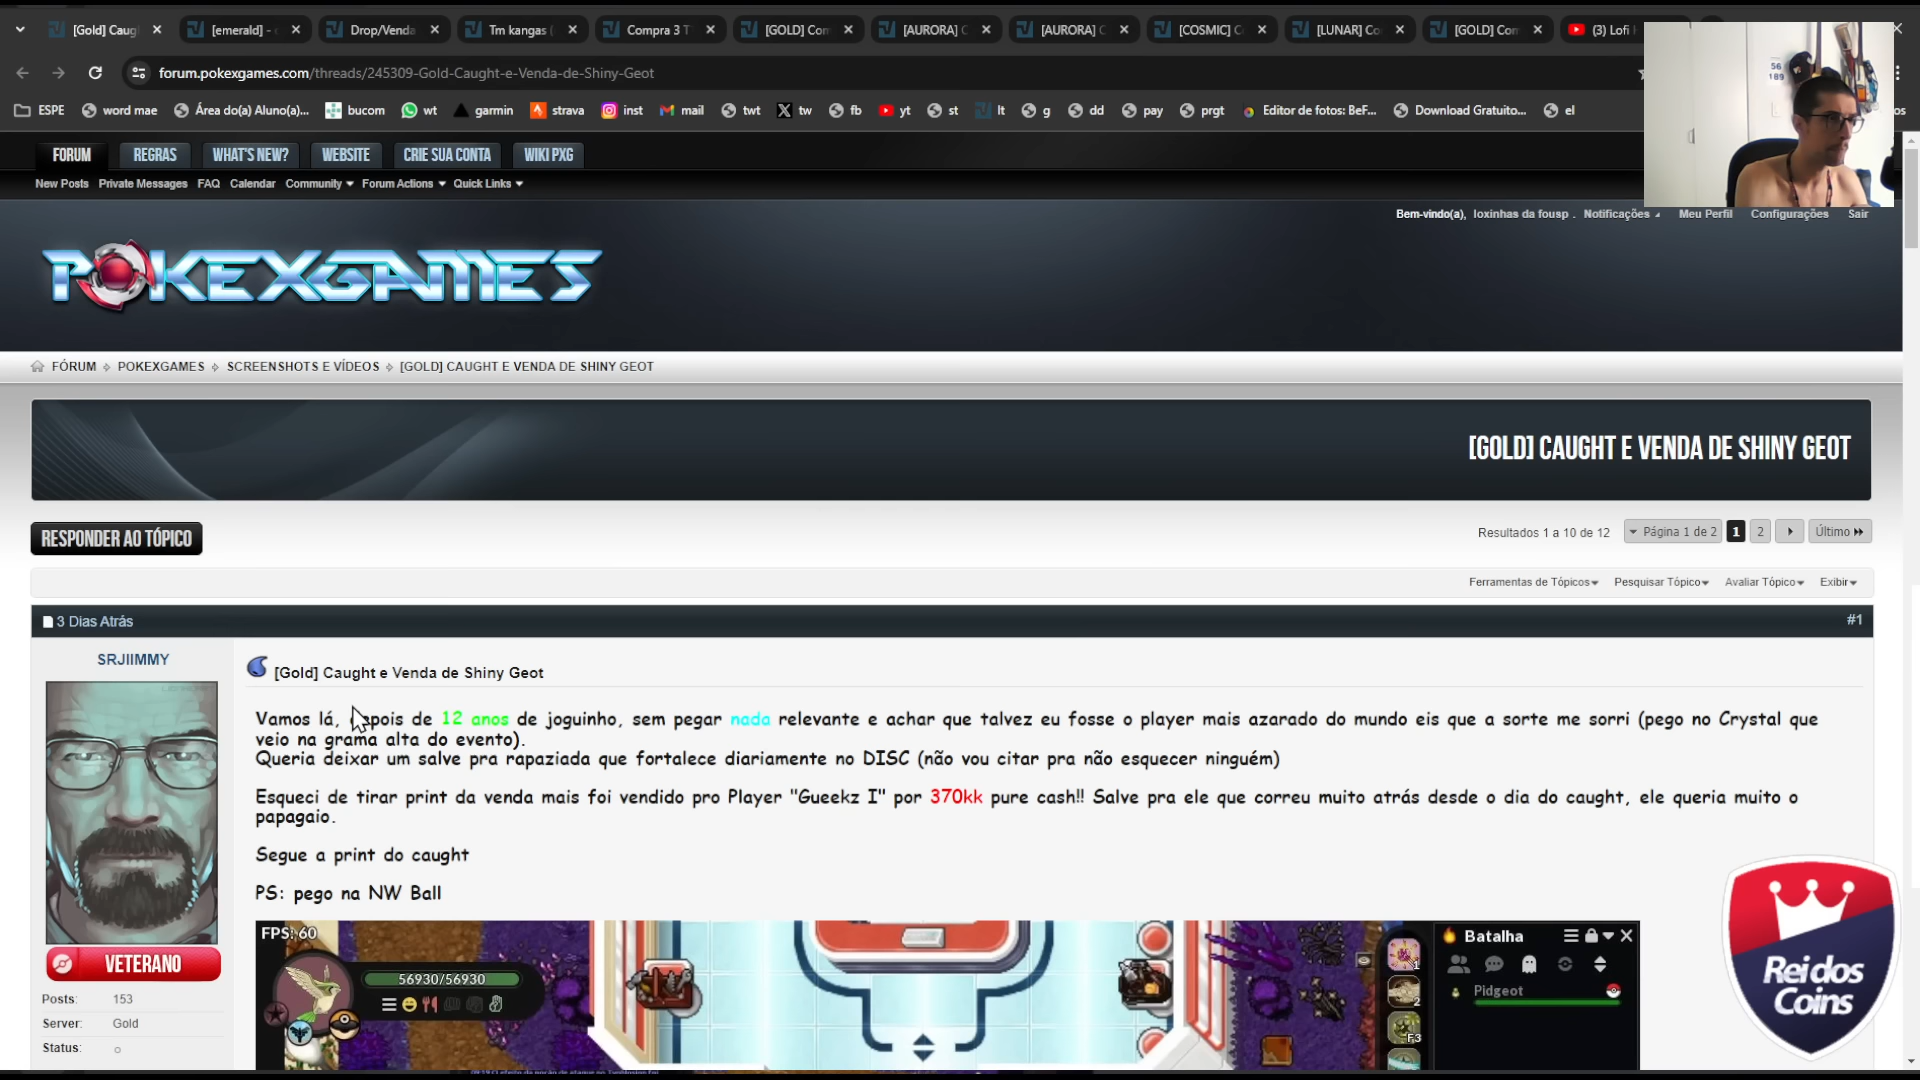 [Gold] Caug
[emerald] -
Drop/Venda
Tm kangas (
Compra 3 T
[GOLD] Com
[AURORA] C
[AURORA] C
[COSMIC] C
[LUNAR] Co
[GOLD] Com
(3) Lofi
forum.pokexgames.com/threads/245309-Gold-Caught-e-Venda-de-Shiny-Geot
ESPE
word mae
Área do(a) Aluno(a)...
bucom
wt
garmin
strava
inst
mail
twt
tw
fb
yt
st
lt
g
dd
pay
prgt
Editor de fotos: BeF...
Download Gratuito...
el
os
56
189
FORUM
REGRAS
WHAT'S NEW?
WEBSITE
CRIE SUA CONTA
WIKI PXG
New Posts
Private Messages
FAQ
Calendar
Community
Forum Actions
Quick Links
Bem-vindo(a), loxinhas da fousp .
Notificações
Meu Perfil
Configurações
Sair
POKEXGAMES
FÓRUM
POKEXGAMES
SCREENSHOTS E VÍDEOS
[GOLD] CAUGHT E VENDA DE SHINY GEOT
[GOLD] CAUGHT E VENDA DE SHINY GEOT
RESPONDER AO TÓPICO
Resultados 1 a 10 de 12
Página 1 de 2
1
2
Último
Ferramentas de Tópicos
Pesquisar Tópico
Avaliar Tópico
Exibir
3 Dias Atrás
#1
SRJIIMMY
[Gold] Caught e Venda de Shiny Geot
Vamos lá, depois de 12 anos de joguinho, sem pegar nada relevante e achar que talvez eu fosse o player mais azarado do mundo eis que a sorte me sorri (pego no Crystal que
veio na grama alta do evento).
Queria deixar um salve pra rapaziada que fortalece diariamente no DISC (não vou citar pra não esquecer ninguém)
Esqueci de tirar print da venda mais foi vendido pro Player "Gueekz I" por 370kk pure cash!! Salve pra ele que correu muito atrás desde o dia do caught, ele queria muito o
papagaio.
Segue a print do caught
PS: pego na NW Ball
VETERANO
Posts: 153
Server: Gold
Status:
FPS: 60
56930/56930
1
2
F3
Batalha
Pidgeot
Rei dos
Coins